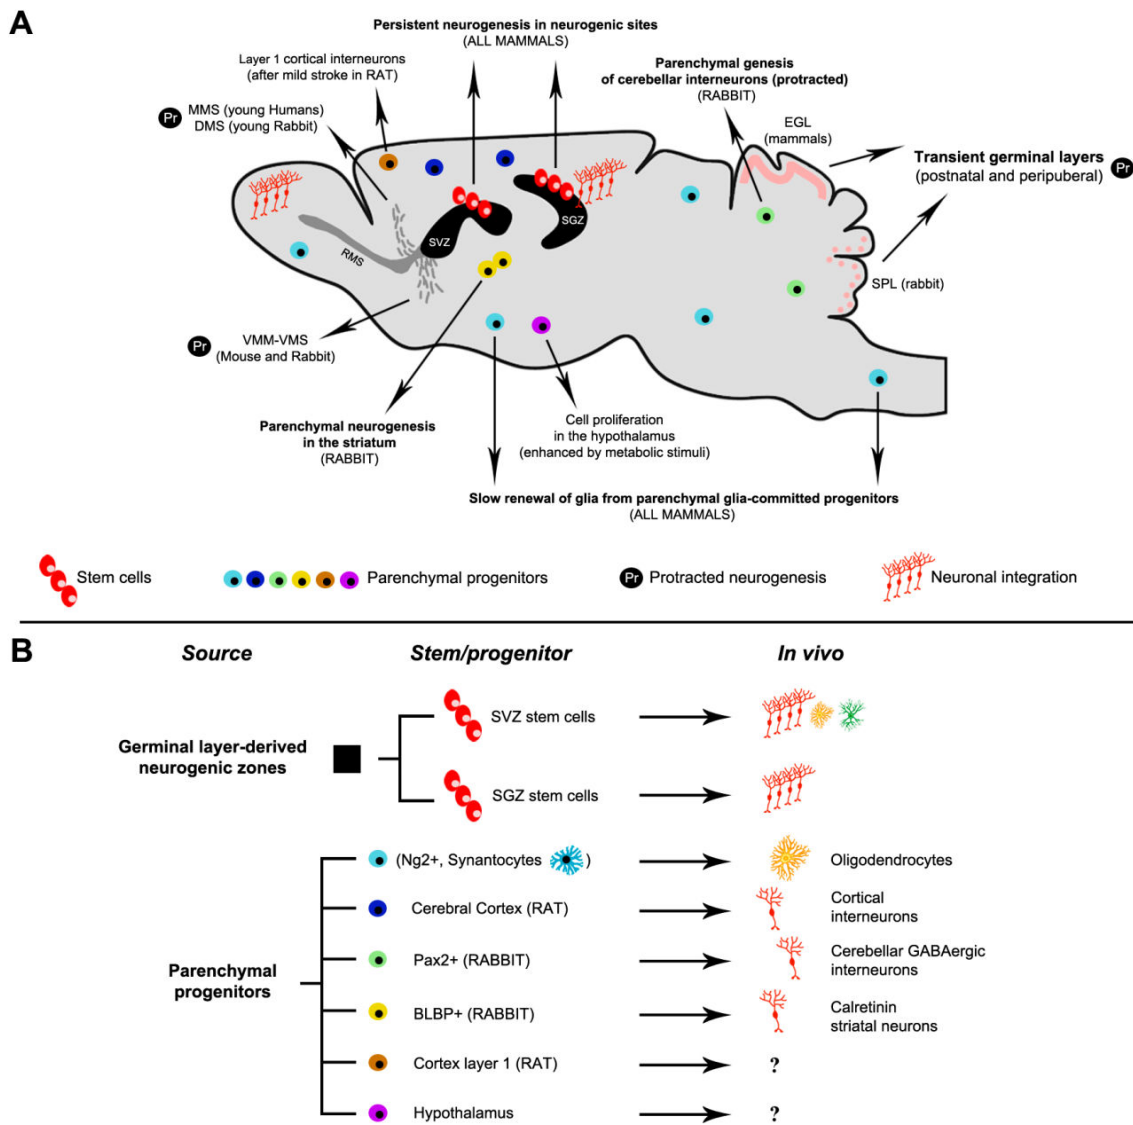 A
Persistent neurogenesis in neurogenic sites
(ALL MAMMALS)
Layer 1 cortical interneurons
(after mild stroke in RAT)
Parenchymal genesis
of cerebellar interneurons (protracted)
(RABBIT)
Pr
MMS (young Humans)
DMS (young Rabbit)
EGL
(mammals)
Transient germinal layers
(postnatal and peripuberal)
Pr
SVZ
SGZ
RMS
SPL (rabbit)
Pr
VMM-VMS
(Mouse and Rabbit)
Parenchymal neurogenesis
in the striatum
(RABBIT)
Cell proliferation
in the hypothalamus
(enhanced by metabolic stimuli)
Slow renewal of glia from parenchymal glia-committed progenitors
(ALL MAMMALS)
Stem cells
Parenchymal progenitors
Pr Protracted neurogenesis
Neuronal integration
B
Source Stem/progenitor In vivo
Germinal layer-derived
neurogenic zones
SVZ stem cells
SGZ stem cells
Parenchymal
progenitors
(Ng2+, Synantocytes )
Oligodendrocytes
Cerebral Cortex (RAT)
Cortical
interneurons
Pax2+ (RABBIT)
Cerebellar GABAergic
interneurons
BLBP+ (RABBIT)
Calretinin
striatal neurons
Cortex layer 1 (RAT)
?
Hypothalamus
?